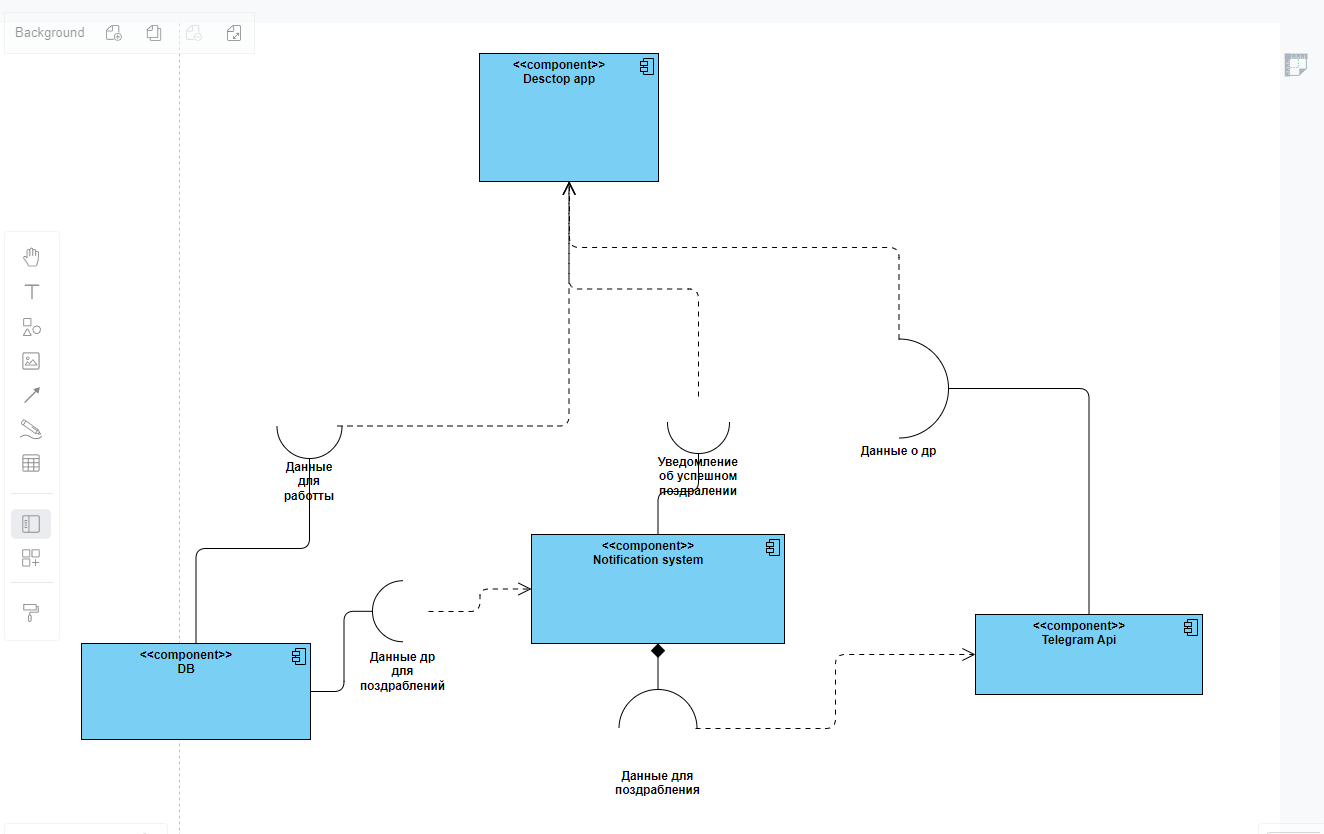 Background
<<component>>
Desctop app
Данные
для
работты
Уведомление
об успешном
поздралении
Данные о др
<<component>>
Notification system
<<component>>
Telegram Api
<<component>>
DB
Данные др
для
поздраблений
Данные для
поздрабления